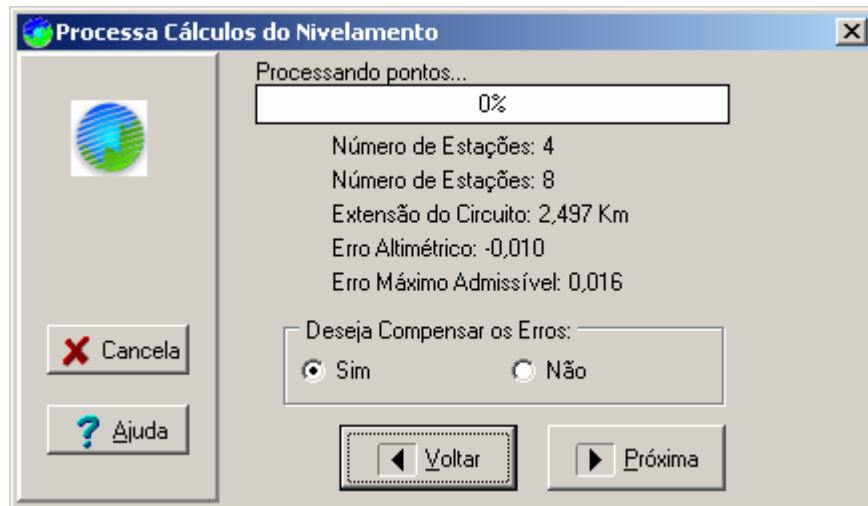 Processa Cálculos do Nivelamento
Processando pontos...
0%
Número de Estações: 4
Número de Estações: 8
Extensão do Circuito: 2,497 Km
Erro Altimétrico: -0,010
Erro Máximo Admissível: 0,016
Deseja Compensar os Erros:
Sim Não
Cancela
Ajuda
Voltar Próxima